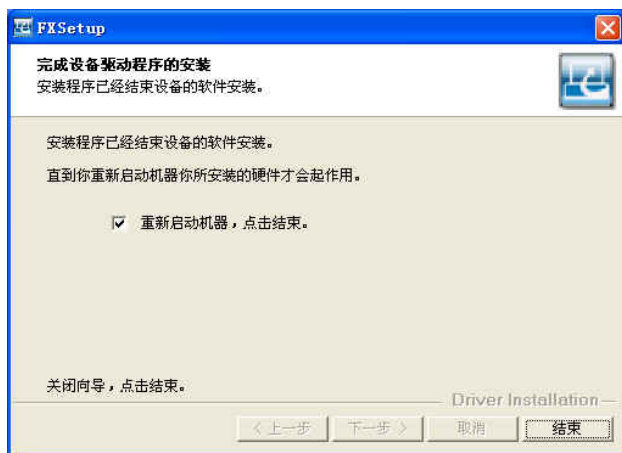 FXSetup
完成设备驱动程序的安装
安装程序已经结束设备的软件安装。
安装程序已经结束设备的软件安装。
直到你重新启动机器你所安装的硬件才会起作用。
重新启动机器，点击结束。
关闭向导，点击结束。
Driver Installation
< 上一步
下一步 >
取消
结束